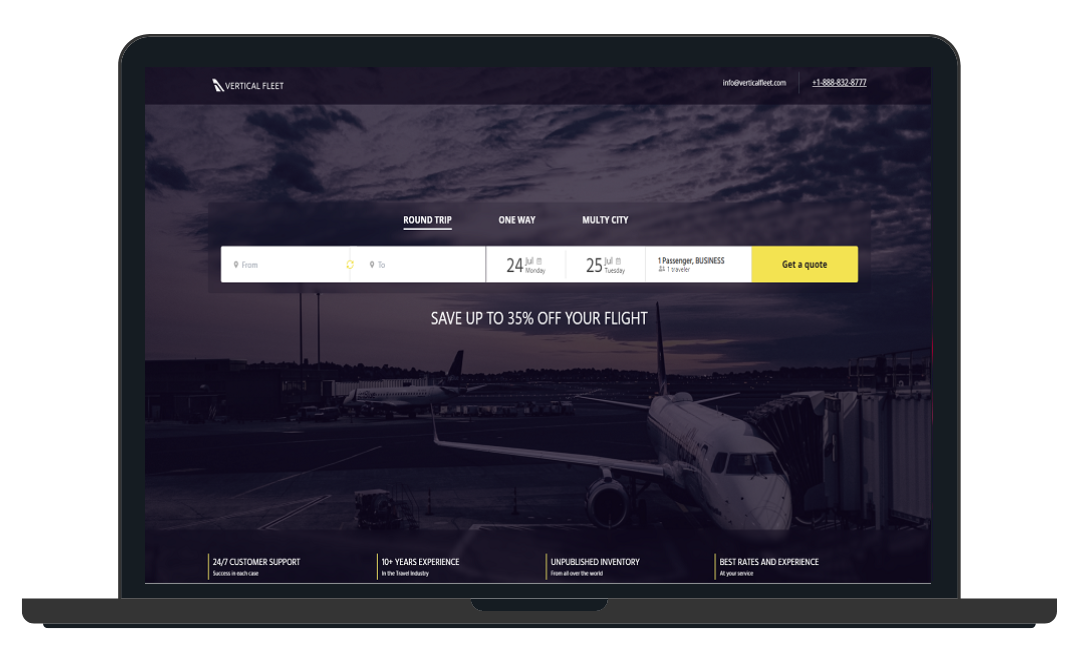 VERTICAL FLEET
info@verticalfleet.com
+1-888-832-8777
ROUND TRIP
ONE WAY
MULTY CITY
From
To
24 Jul
Monday
25 Jul
Tuesday
1 Passenger, BUSINESS
1 traveler
Get a quote
SAVE UP TO 35% OFF YOUR FLIGHT
24/7 CUSTOMER SUPPORT
Success in each case
10+ YEARS EXPERIENCE
In the Travel Industry
UNPUBLISHED INVENTORY
From all over the world
BEST RATES AND EXPERIENCE
At your service